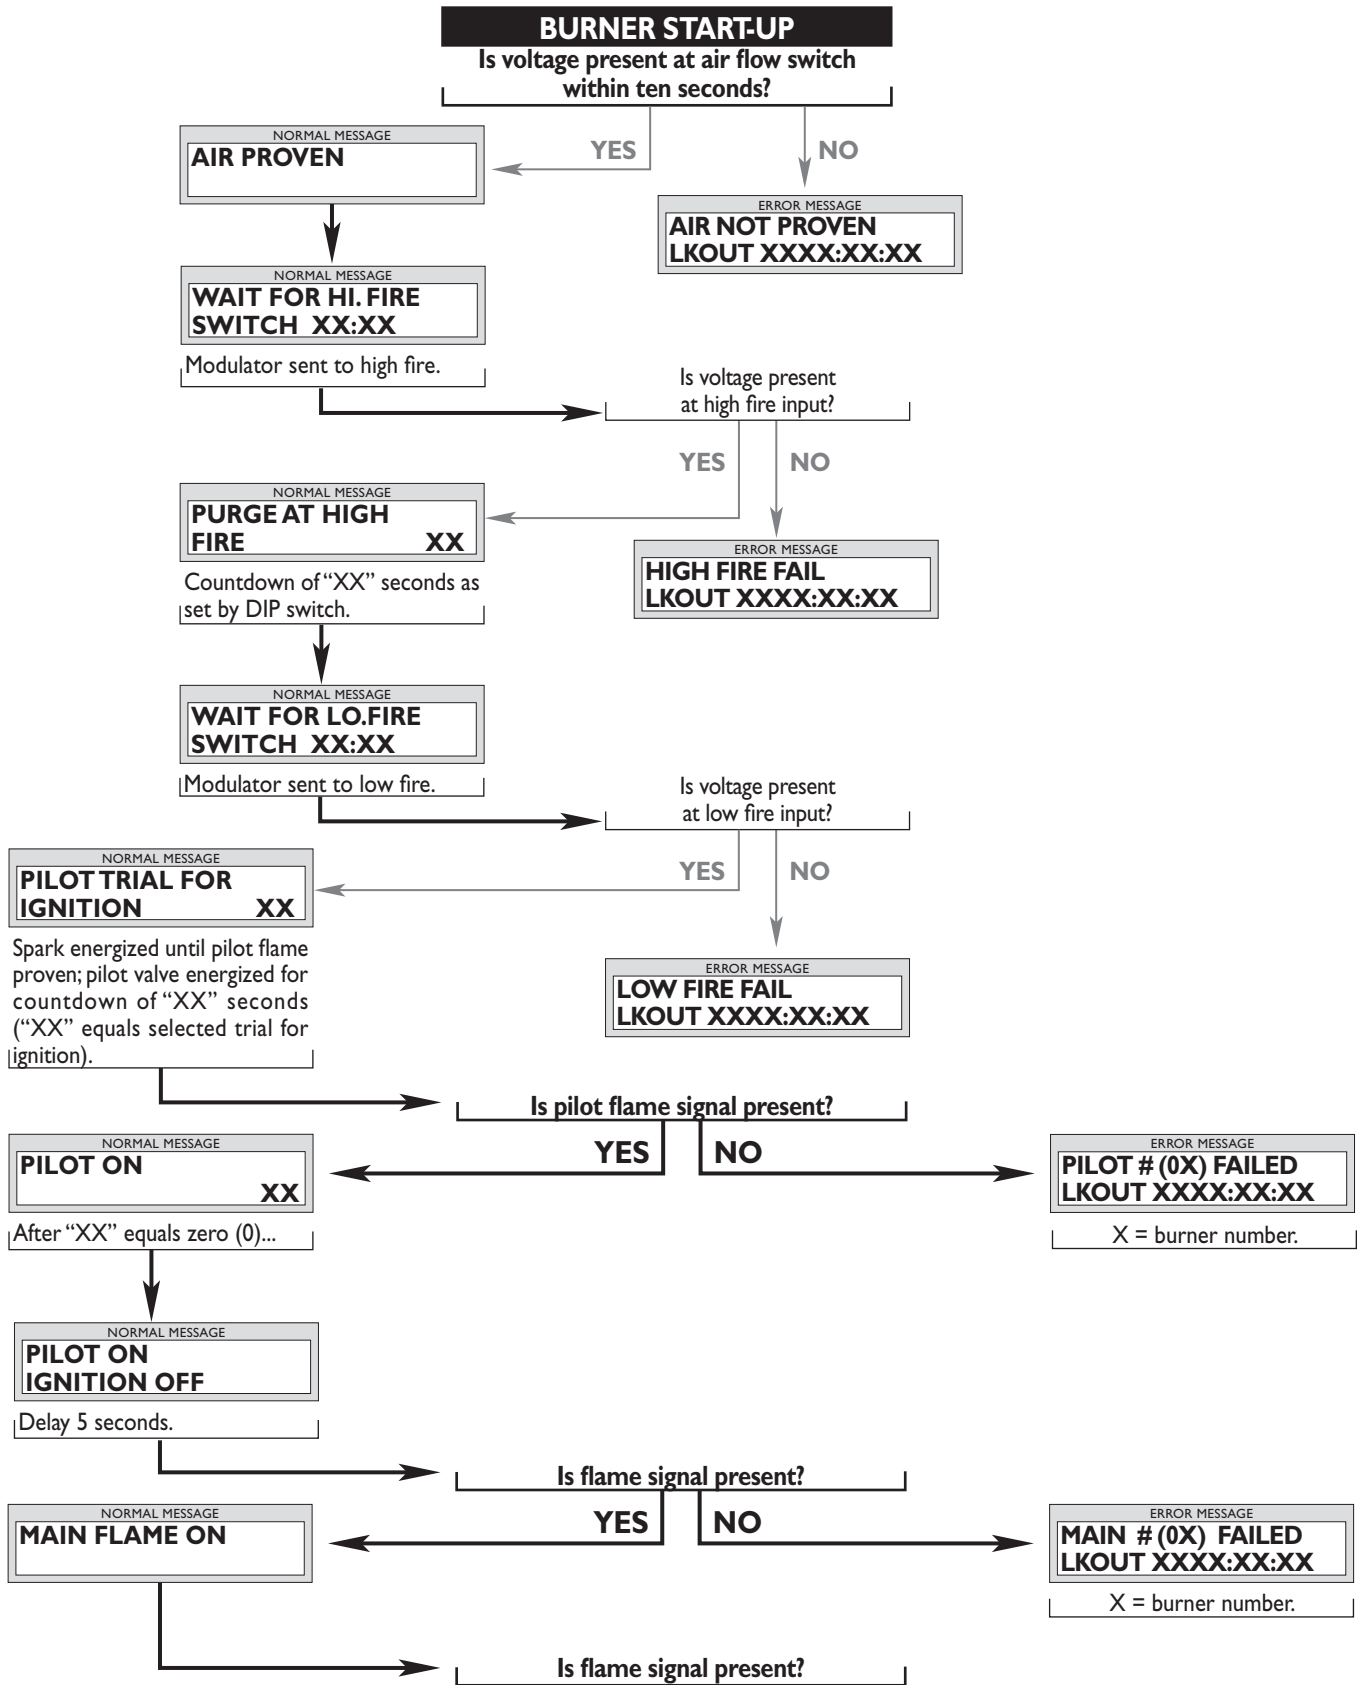 BURNER START-UP
Is voltage present at air flow switch
within ten seconds?
YES
NO
NORMAL MESSAGE
AIR PROVEN
ERROR MESSAGE
AIR NOT PROVEN
LKOUT XXXX:XX:XX
NORMAL MESSAGE
WAIT FOR HI. FIRE
SWITCH XX:XX
Modulator sent to high fire.
Is voltage present
at high fire input?
YES
NO
NORMAL MESSAGE
PURGE AT HIGH
FIRE XX
Countdown of “XX” seconds as
set by DIP switch.
ERROR MESSAGE
HIGH FIRE FAIL
LKOUT XXXX:XX:XX
NORMAL MESSAGE
WAIT FOR LO.FIRE
SWITCH XX:XX
Modulator sent to low fire.
Is voltage present
at low fire input?
YES
NO
NORMAL MESSAGE
PILOT TRIAL FOR
IGNITION XX
Spark energized until pilot flame
proven; pilot valve energized for
countdown of “XX” seconds
(“XX” equals selected trial for
ignition).
ERROR MESSAGE
LOW FIRE FAIL
LKOUT XXXX:XX:XX
Is pilot flame signal present?
YES
NO
NORMAL MESSAGE
PILOT ON
XX
After “XX” equals zero (0)...
ERROR MESSAGE
PILOT # (0X) FAILED
LKOUT XXXX:XX:XX
X = burner number.
NORMAL MESSAGE
PILOT ON
IGNITION OFF
Delay 5 seconds.
Is flame signal present?
YES
NO
NORMAL MESSAGE
MAIN FLAME ON
ERROR MESSAGE
MAIN # (0X) FAILED
LKOUT XXXX:XX:XX
X = burner number.
Is flame signal present?